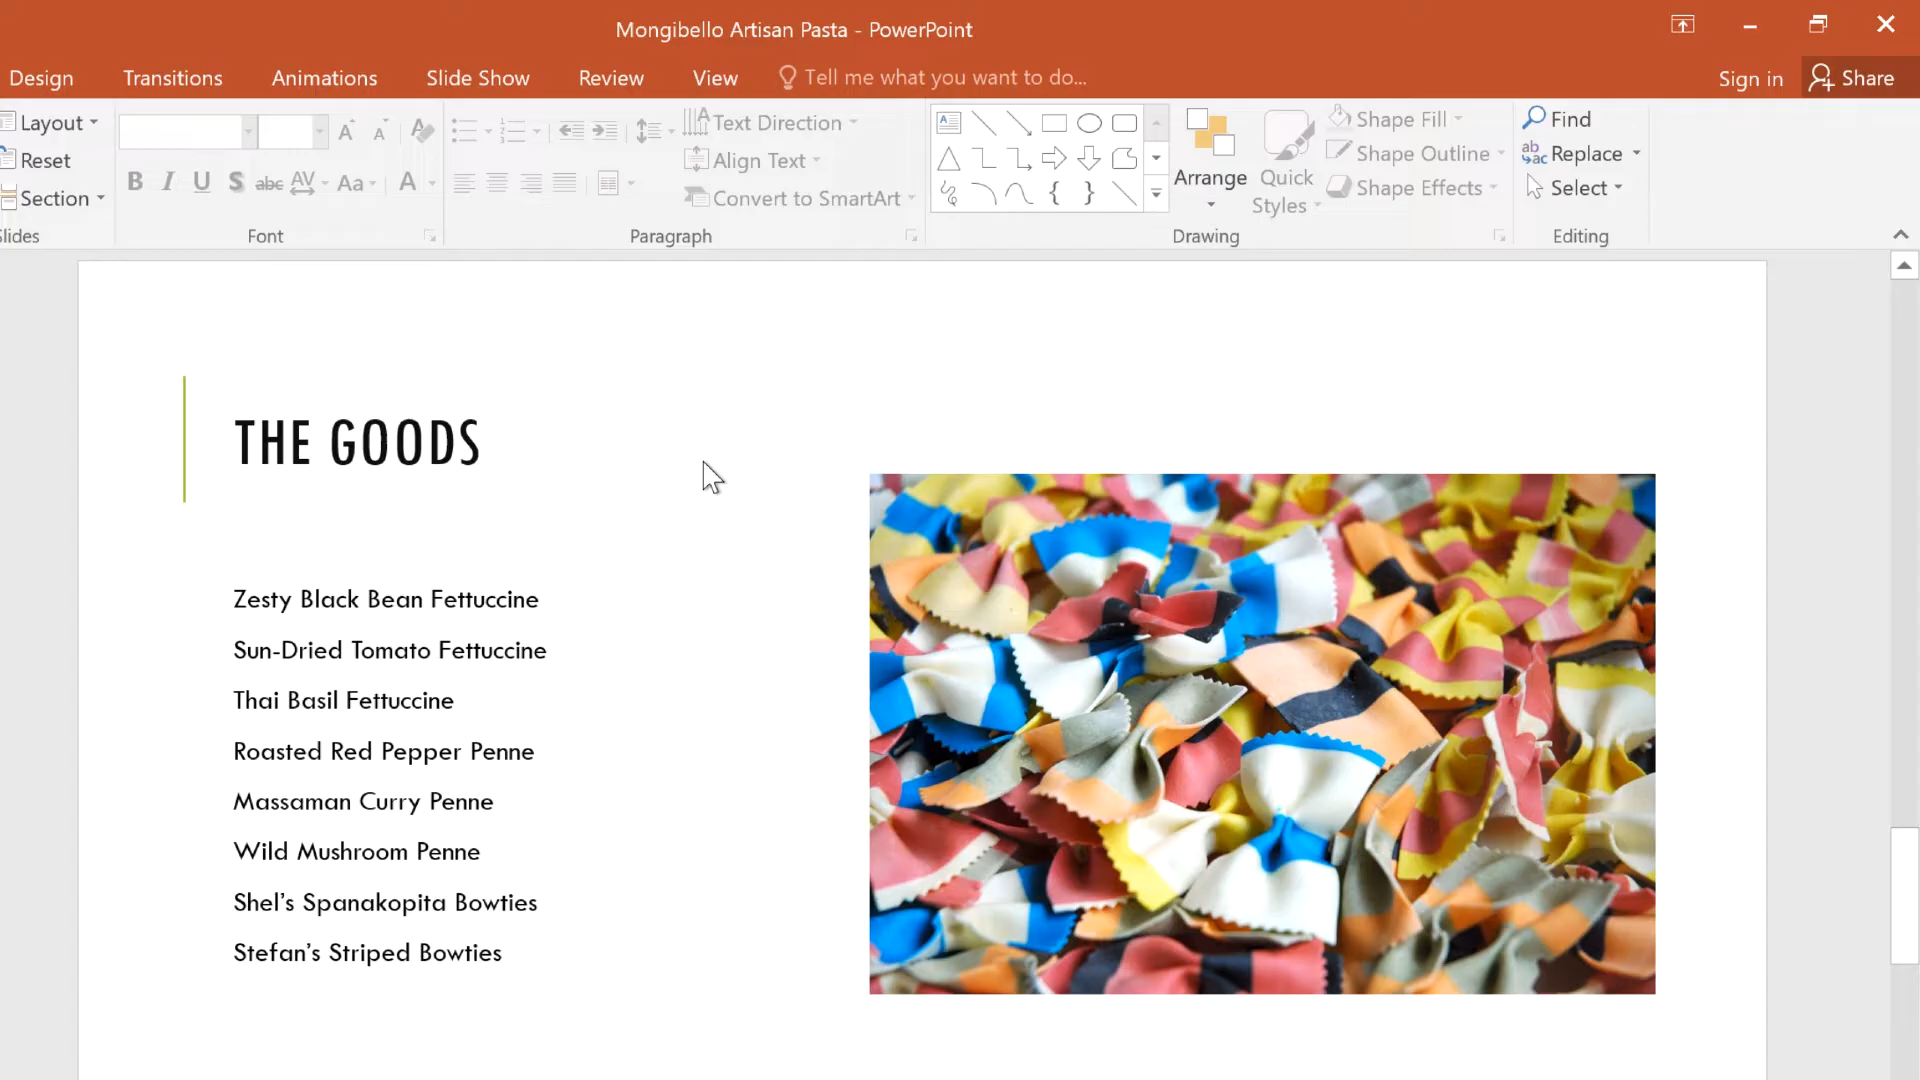 Mongibello Artisan Pasta - PowerPoint
Design Transitions Animations Slide Show Review View Tell me what you want to do... Sign in Share
Layout
Reset
Section
B I U S abc AV Aa A
Font
Text Direction
Align Text
Convert to SmartArt
Paragraph
Arrange
Quick
Styles
Shape Fill
Shape Outline
Shape Effects
Drawing
Find
Replace
Select
Editing
THE GOODS
Zesty Black Bean Fettuccine
Sun-Dried Tomato Fettuccine
Thai Basil Fettuccine
Roasted Red Pepper Penne
Massaman Curry Penne
Wild Mushroom Penne
Shel's Spanakopita Bowties
Stefan's Striped Bowties